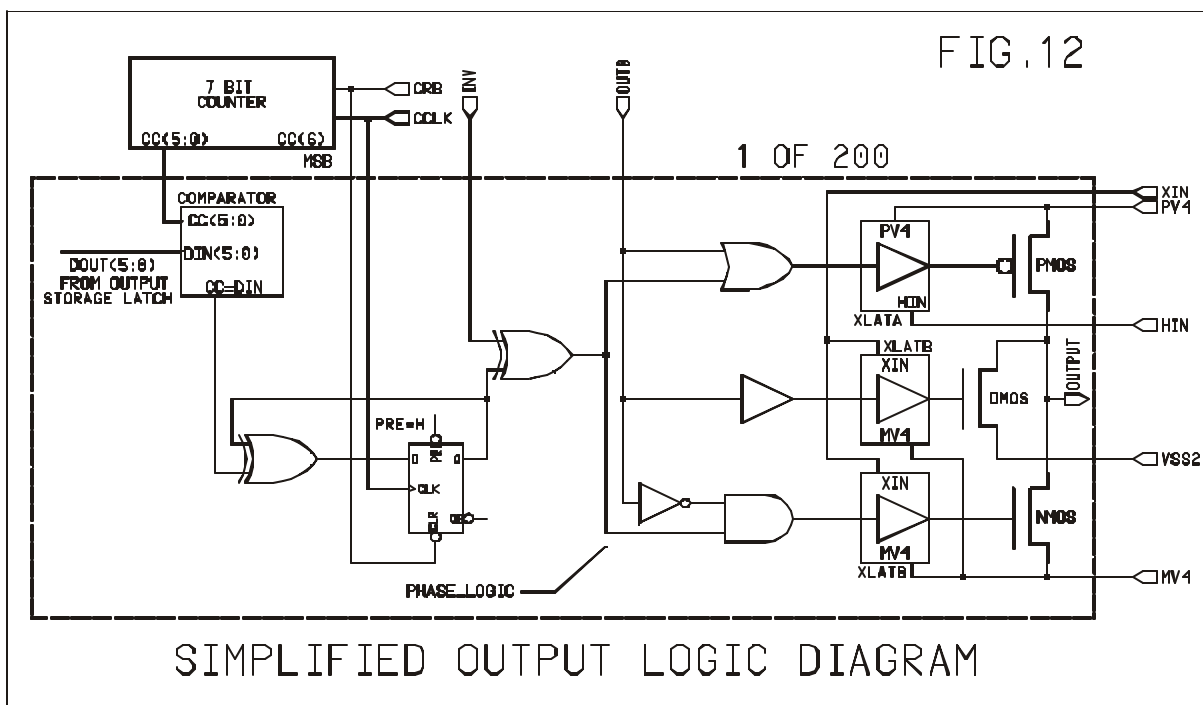 FIG.12
7 BIT
COUNTER
CC(5:0)
CC(6)
MSB
CRB
CCLK
INV
OUTB
1 OF 200
COMPARATOR
CC(5:0)
DIN(5:0)
CC=DIN
DOUT(5:0)
FROM OUTPUT
STORAGE LATCH
PRE=H
D
Q
CLK
CLR
QB
PHASE_LOGIC
PV4
HIN
XLATA
XLATB
XIN
MV4
XIN
MV4
XLATB
PMOS
DMOS
NMOS
XIN
PV4
HIN
OUTPUT
VSS2
MV4
SIMPLIFIED OUTPUT LOGIC DIAGRAM